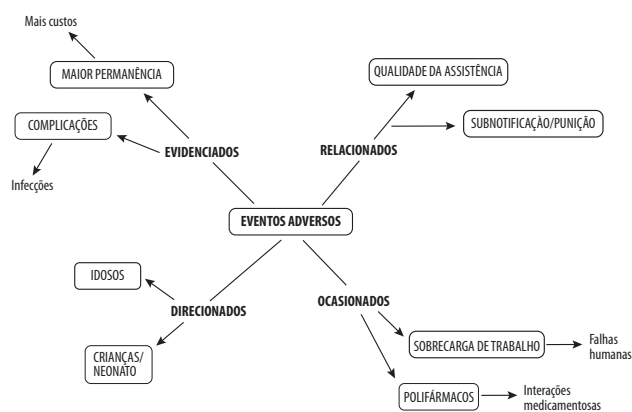 Mais custos
MAIOR PERMANÊNCIA
COMPLICAÇÕES
EVIDENCIADOS
Infecções
QUALIDADE DA ASSISTÊNCIA
SUBNOTIFICAÇÀO/PUNIÇÃO
RELACIONADOS
EVENTOS ADVERSOS
IDOSOS
DIRECIONADOS
CRIANÇAS/
NEONATO
OCASIONADOS
SOBRECARGA DE TRABALHO
Falhas
humanas
POLIFÁRMACOS
Interações
medicamentosas